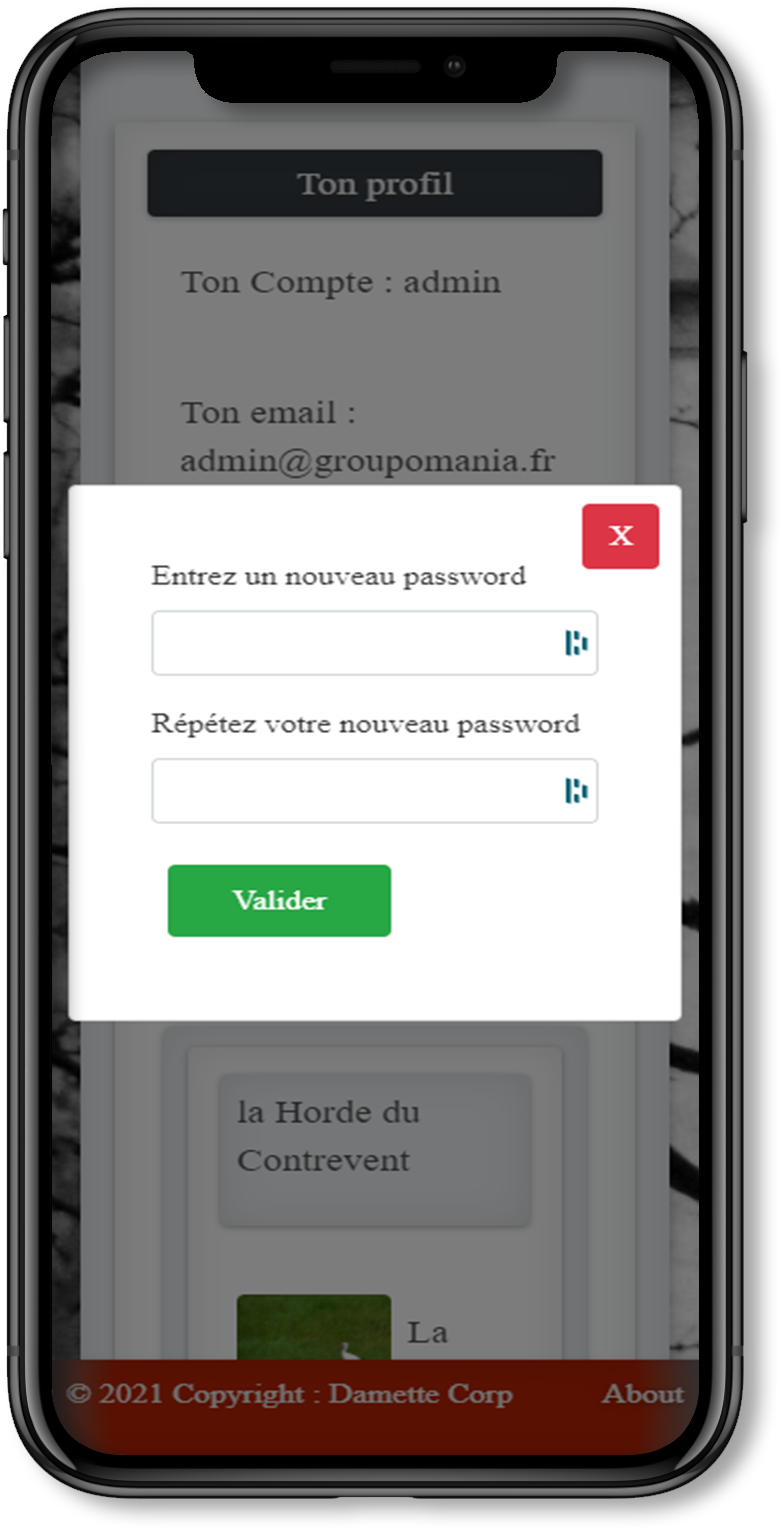 Ton profil
Ton Compte : admin
Ton email :
admin@groupomania.fr
X
Entrez un nouveau password
Répétez votre nouveau password
Valider
la Horde du
Contrevent
La
© 2021 Copyright : Damette Corp About